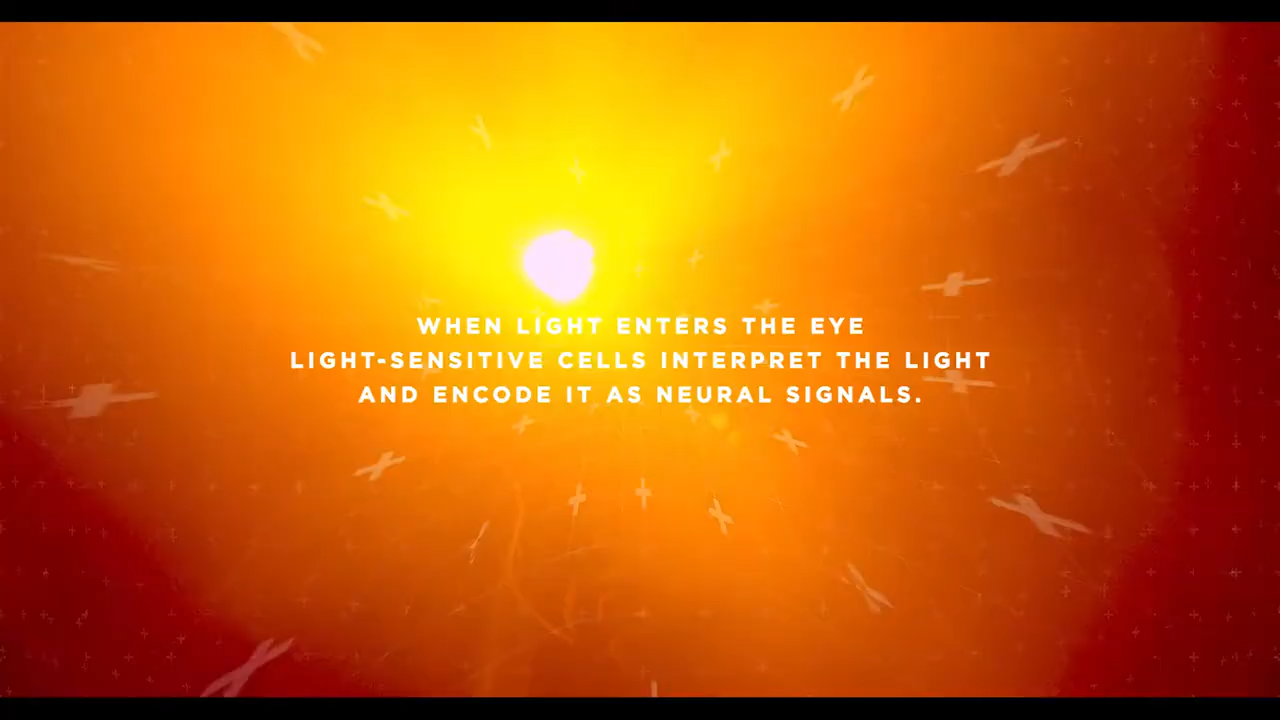 WHEN LIGHT ENTERS THE EYE
LIGHT-SENSITIVE CELLS INTERPRET THE LIGHT
AND ENCODE IT AS NEURAL SIGNALS.